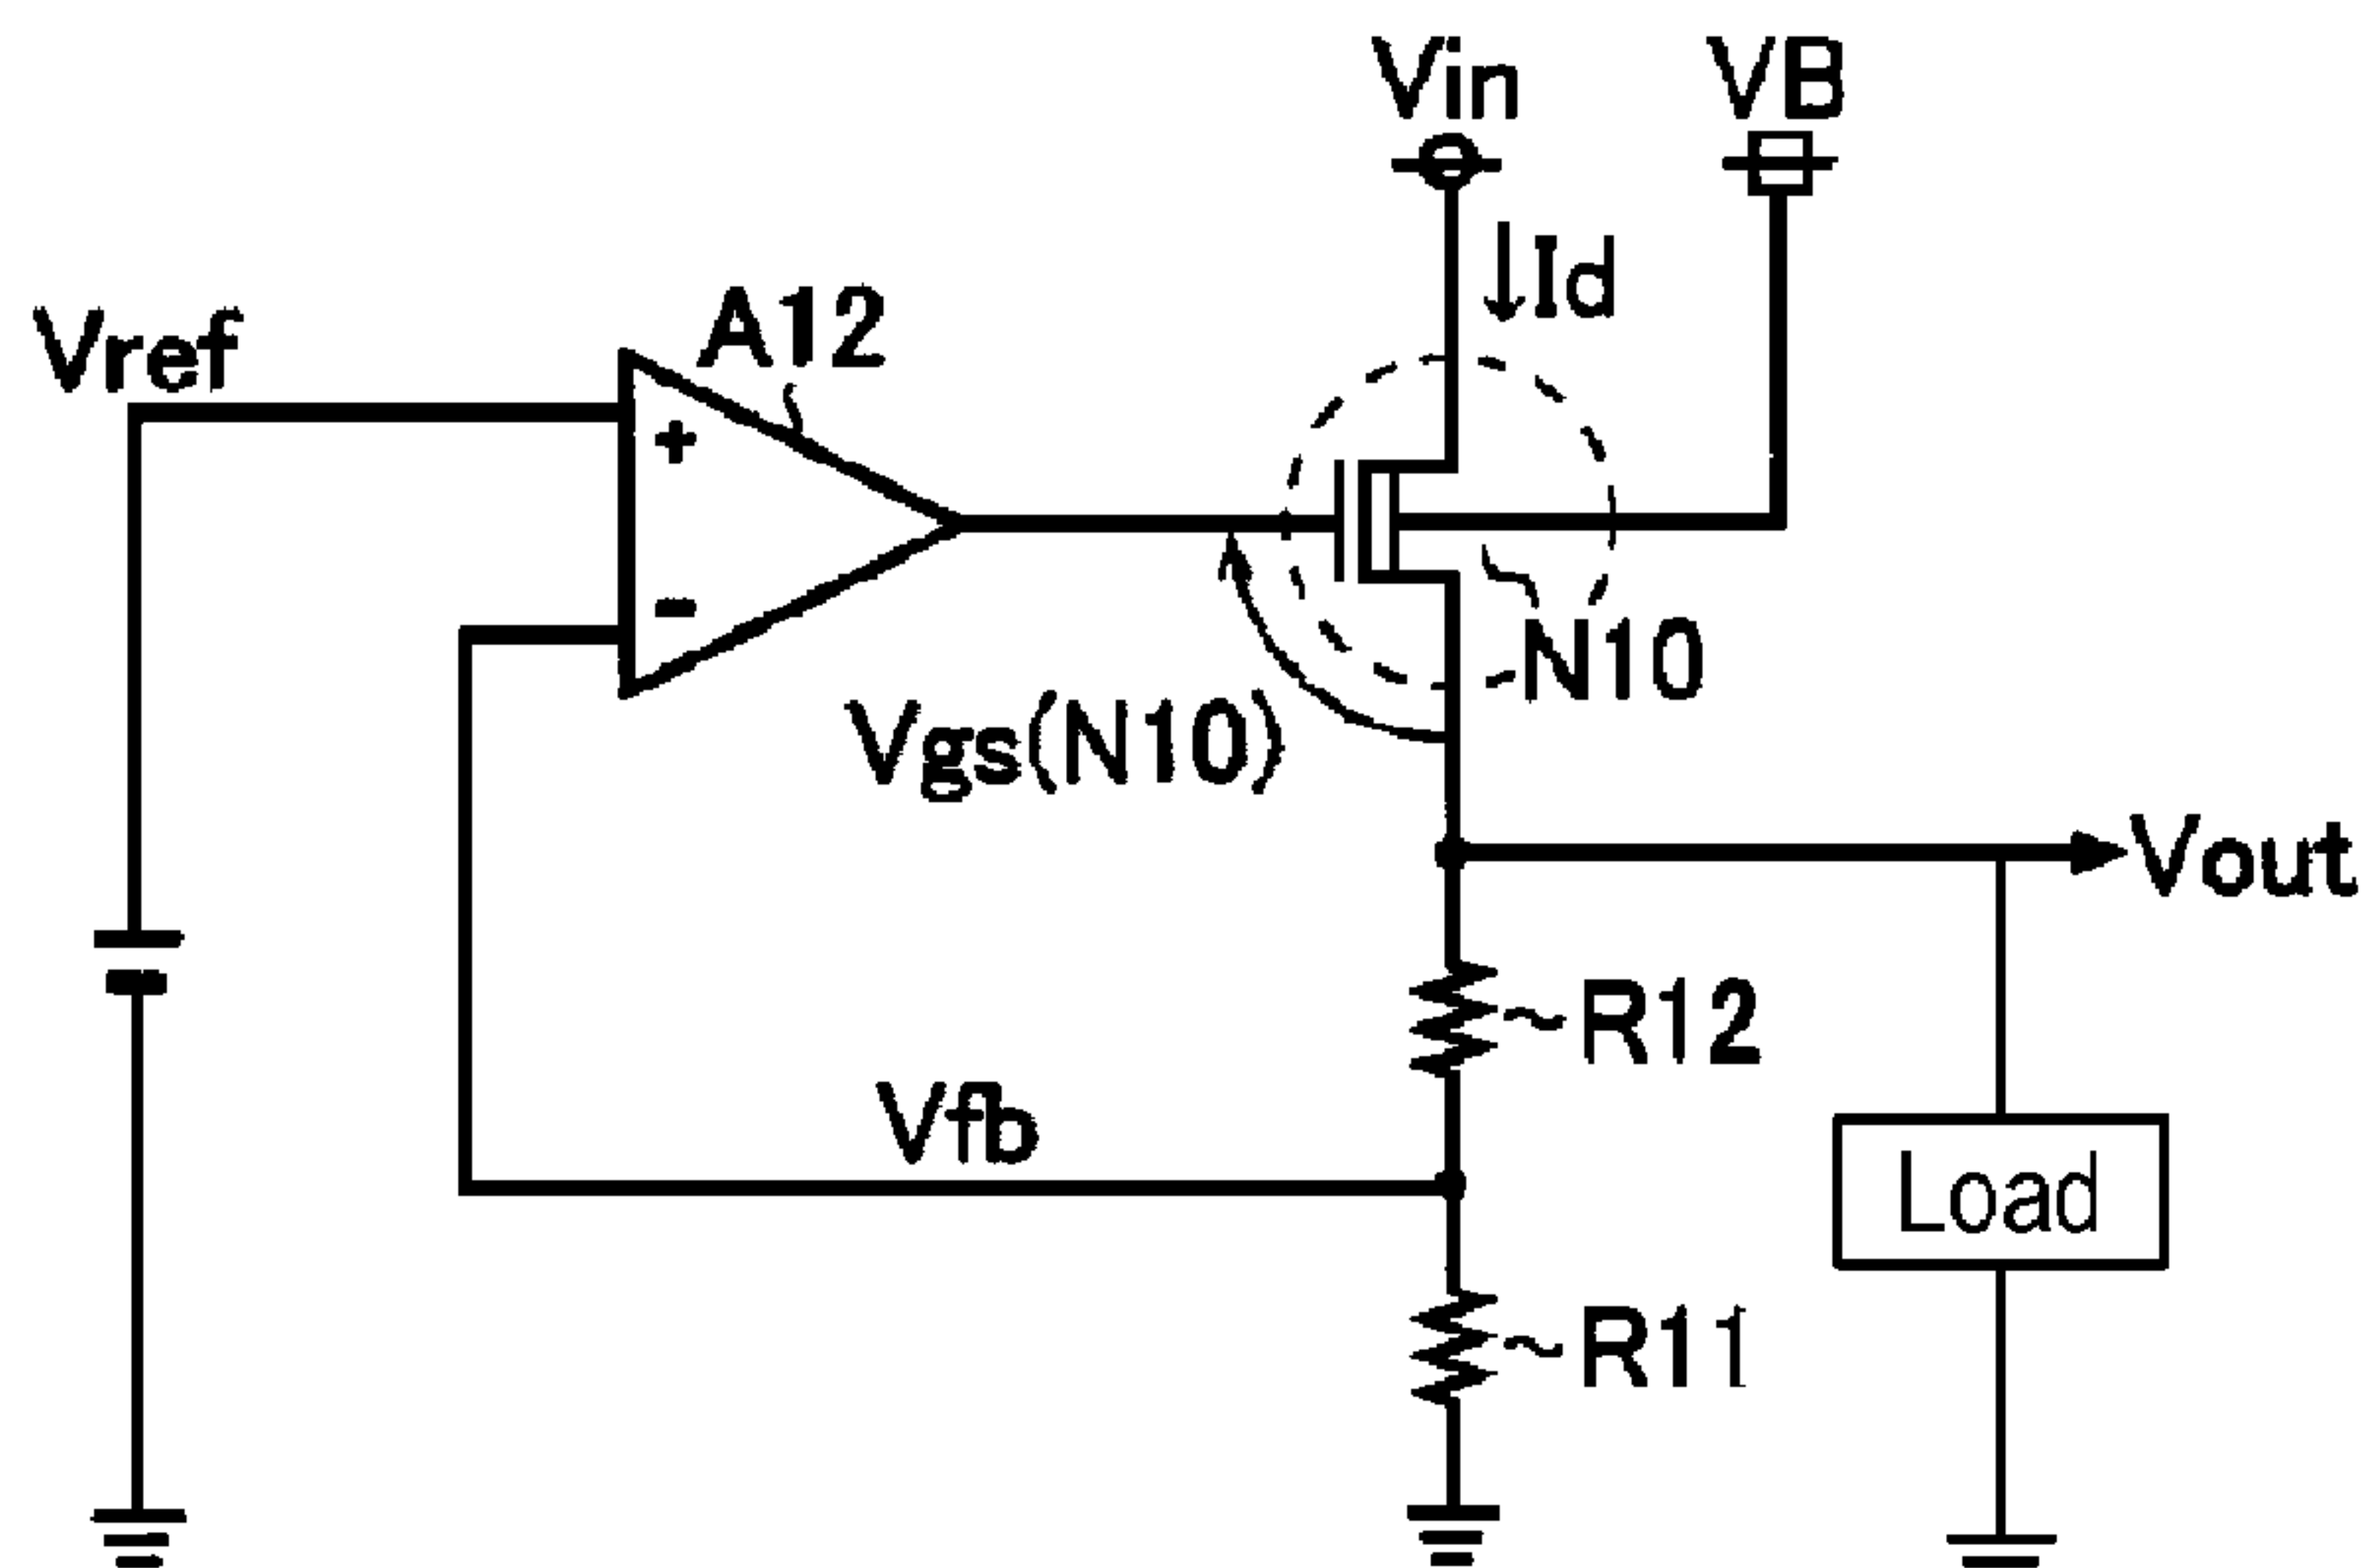 Vin
VB
Id
A12
Vref
+
−
N10
Vgs(N10)
Vout
R12
Vfb
Load
R11